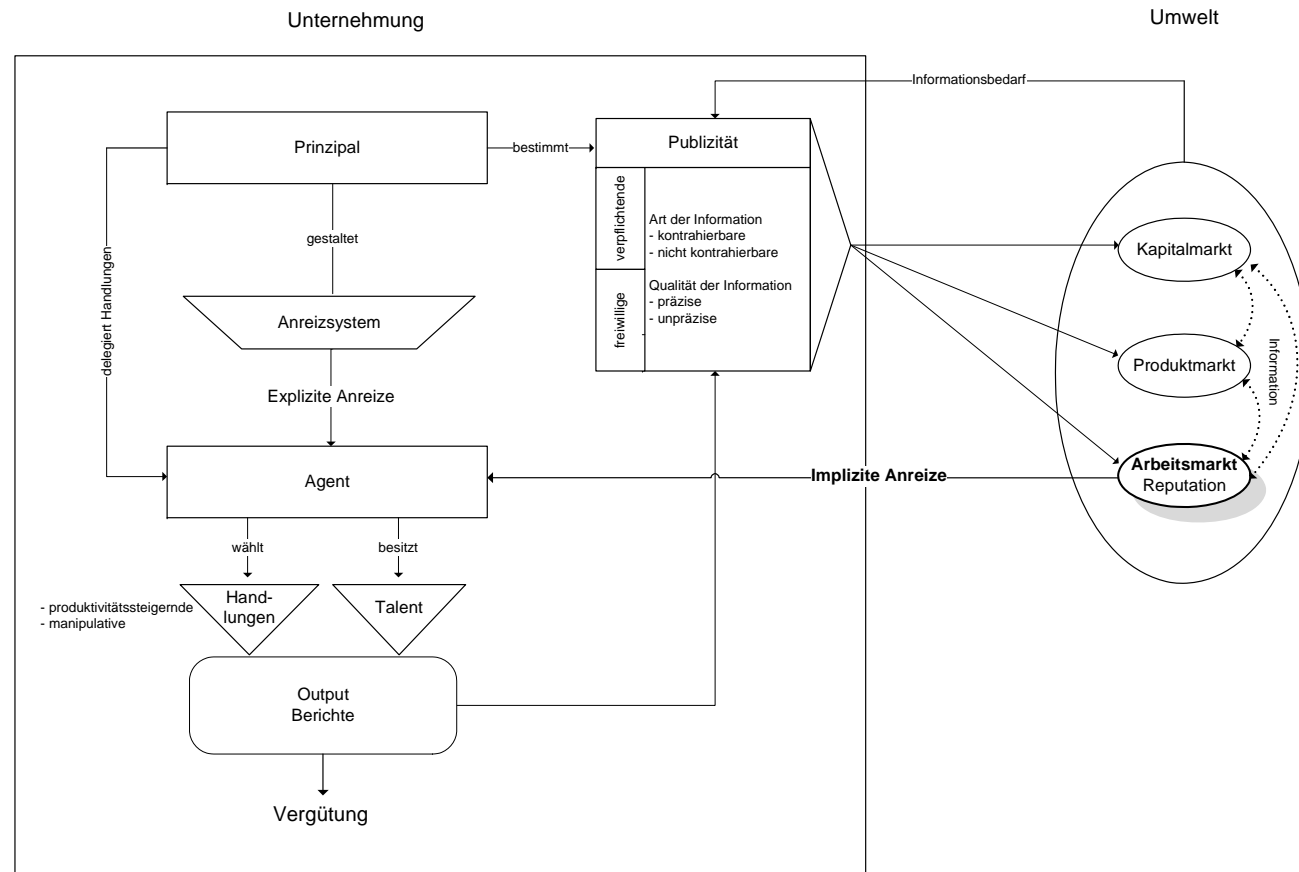 Unternehmung
Umwelt
Informationsbedarf
Prinzipal
bestimmt
Publizität
delegiert Handlungen
gestaltet
verpflichtende
freiwillige
Art der Information
- kontrahierbare
- nicht kontrahierbare
Qualität der Information
- präzise
- unpräzise
Kapitalmarkt
Produktmarkt
Information
Arbeitsmarkt
Reputation
Anreizsystem
Explizite Anreize
Agent
Implizite Anreize
wählt
besitzt
- produktivitätssteigernde
- manipulative
Hand-
lungen
Talent
Output
Berichte
Vergütung